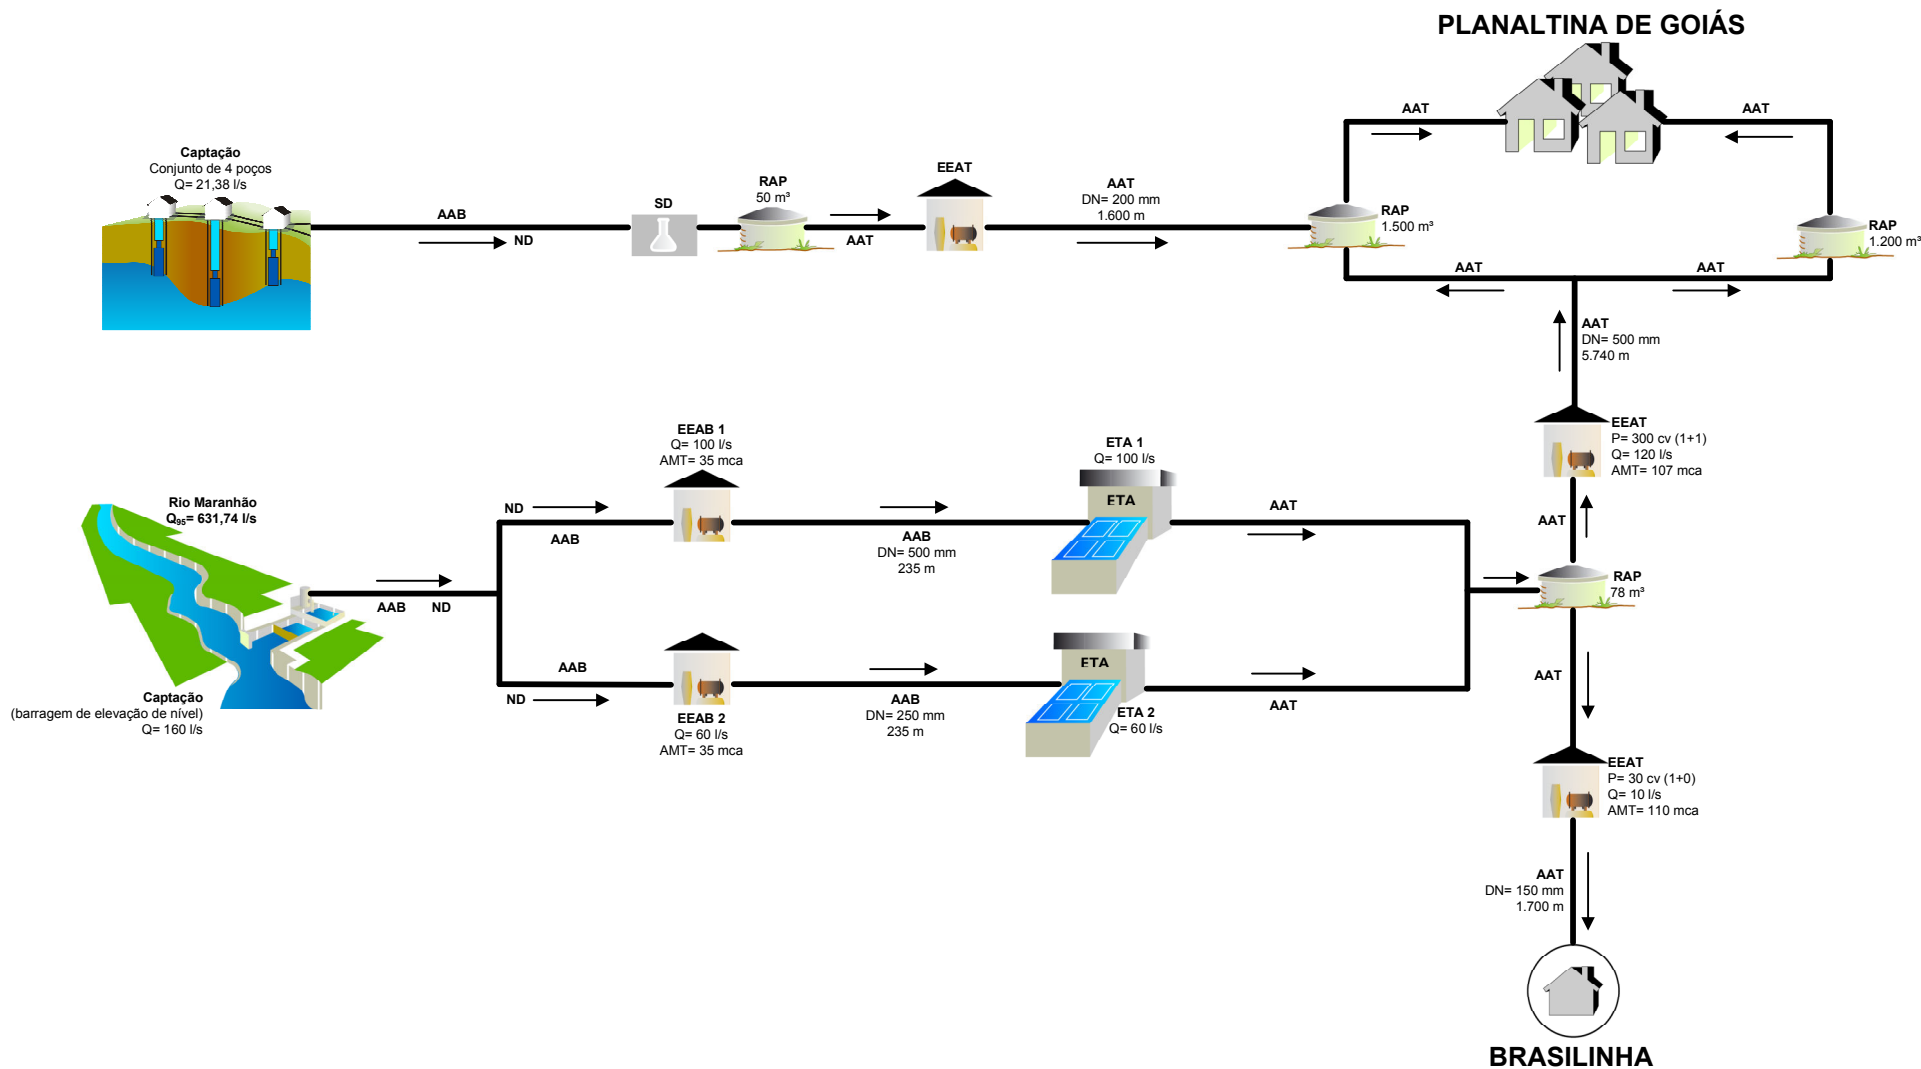 PLANALTINA DE GOIÁS
AAT
AAT
Captação
Conjunto de 4 poços
Q= 21,38 l/s
AAB
ND
SD
RAP
50 m³
AAT
EEAT
AAT
DN= 200 mm
1.600 m
RAP
1.500 m³
RAP
1.200 m³
AAT
AAT
AAT
DN= 500 mm
5.740 m
EEAT
P= 300 cv (1+1)
Q= 120 l/s
AMT= 107 mca
Rio Maranhão
Q95= 631,74 l/s
AAB
ND
Captação
(barragem de elevação de nível)
Q= 160 l/s
ND
AAB
EEAB 1
Q= 100 l/s
AMT= 35 mca
AAB
DN= 500 mm
235 m
ETA 1
Q= 100 l/s
ETA
AAT
AAT
RAP
78 m³
AAB
ND
EEAB 2
Q= 60 l/s
AMT= 35 mca
AAB
DN= 250 mm
235 m
ETA
ETA 2
Q= 60 l/s
AAT
AAT
EEAT
P= 30 cv (1+0)
Q= 10 l/s
AMT= 110 mca
AAT
DN= 150 mm
1.700 m
BRASILINHA